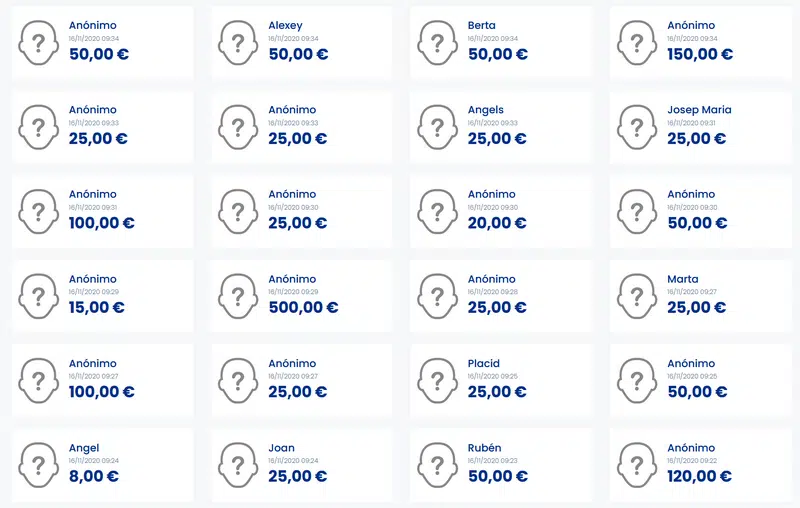 Anónimo
16/11/2020 09:34
50,00 €
Alexey
16/11/2020 09:34
50,00 €
Berta
16/11/2020 09:34
50,00 €
Anónimo
16/11/2020 09:34
150,00 €
Anónimo
16/11/2020 09:33
25,00 €
Anónimo
16/11/2020 09:33
25,00 €
Angels
16/11/2020 09:33
25,00 €
Josep Maria
16/11/2020 09:31
25,00 €
Anónimo
16/11/2020 09:31
100,00 €
Anónimo
16/11/2020 09:30
25,00 €
Anónimo
16/11/2020 09:30
20,00 €
Anónimo
16/11/2020 09:30
50,00 €
Anónimo
16/11/2020 09:29
15,00 €
Anónimo
16/11/2020 09:29
500,00 €
Anónimo
16/11/2020 09:28
25,00 €
Marta
16/11/2020 09:27
25,00 €
Anónimo
16/11/2020 09:27
100,00 €
Anónimo
16/11/2020 09:27
25,00 €
Placid
16/11/2020 09:25
25,00 €
Anónimo
16/11/2020 09:25
50,00 €
Angel
16/11/2020 09:24
8,00 €
Joan
16/11/2020 09:24
25,00 €
Rubén
16/11/2020 09:23
50,00 €
Anónimo
16/11/2020 09:22
120,00 €